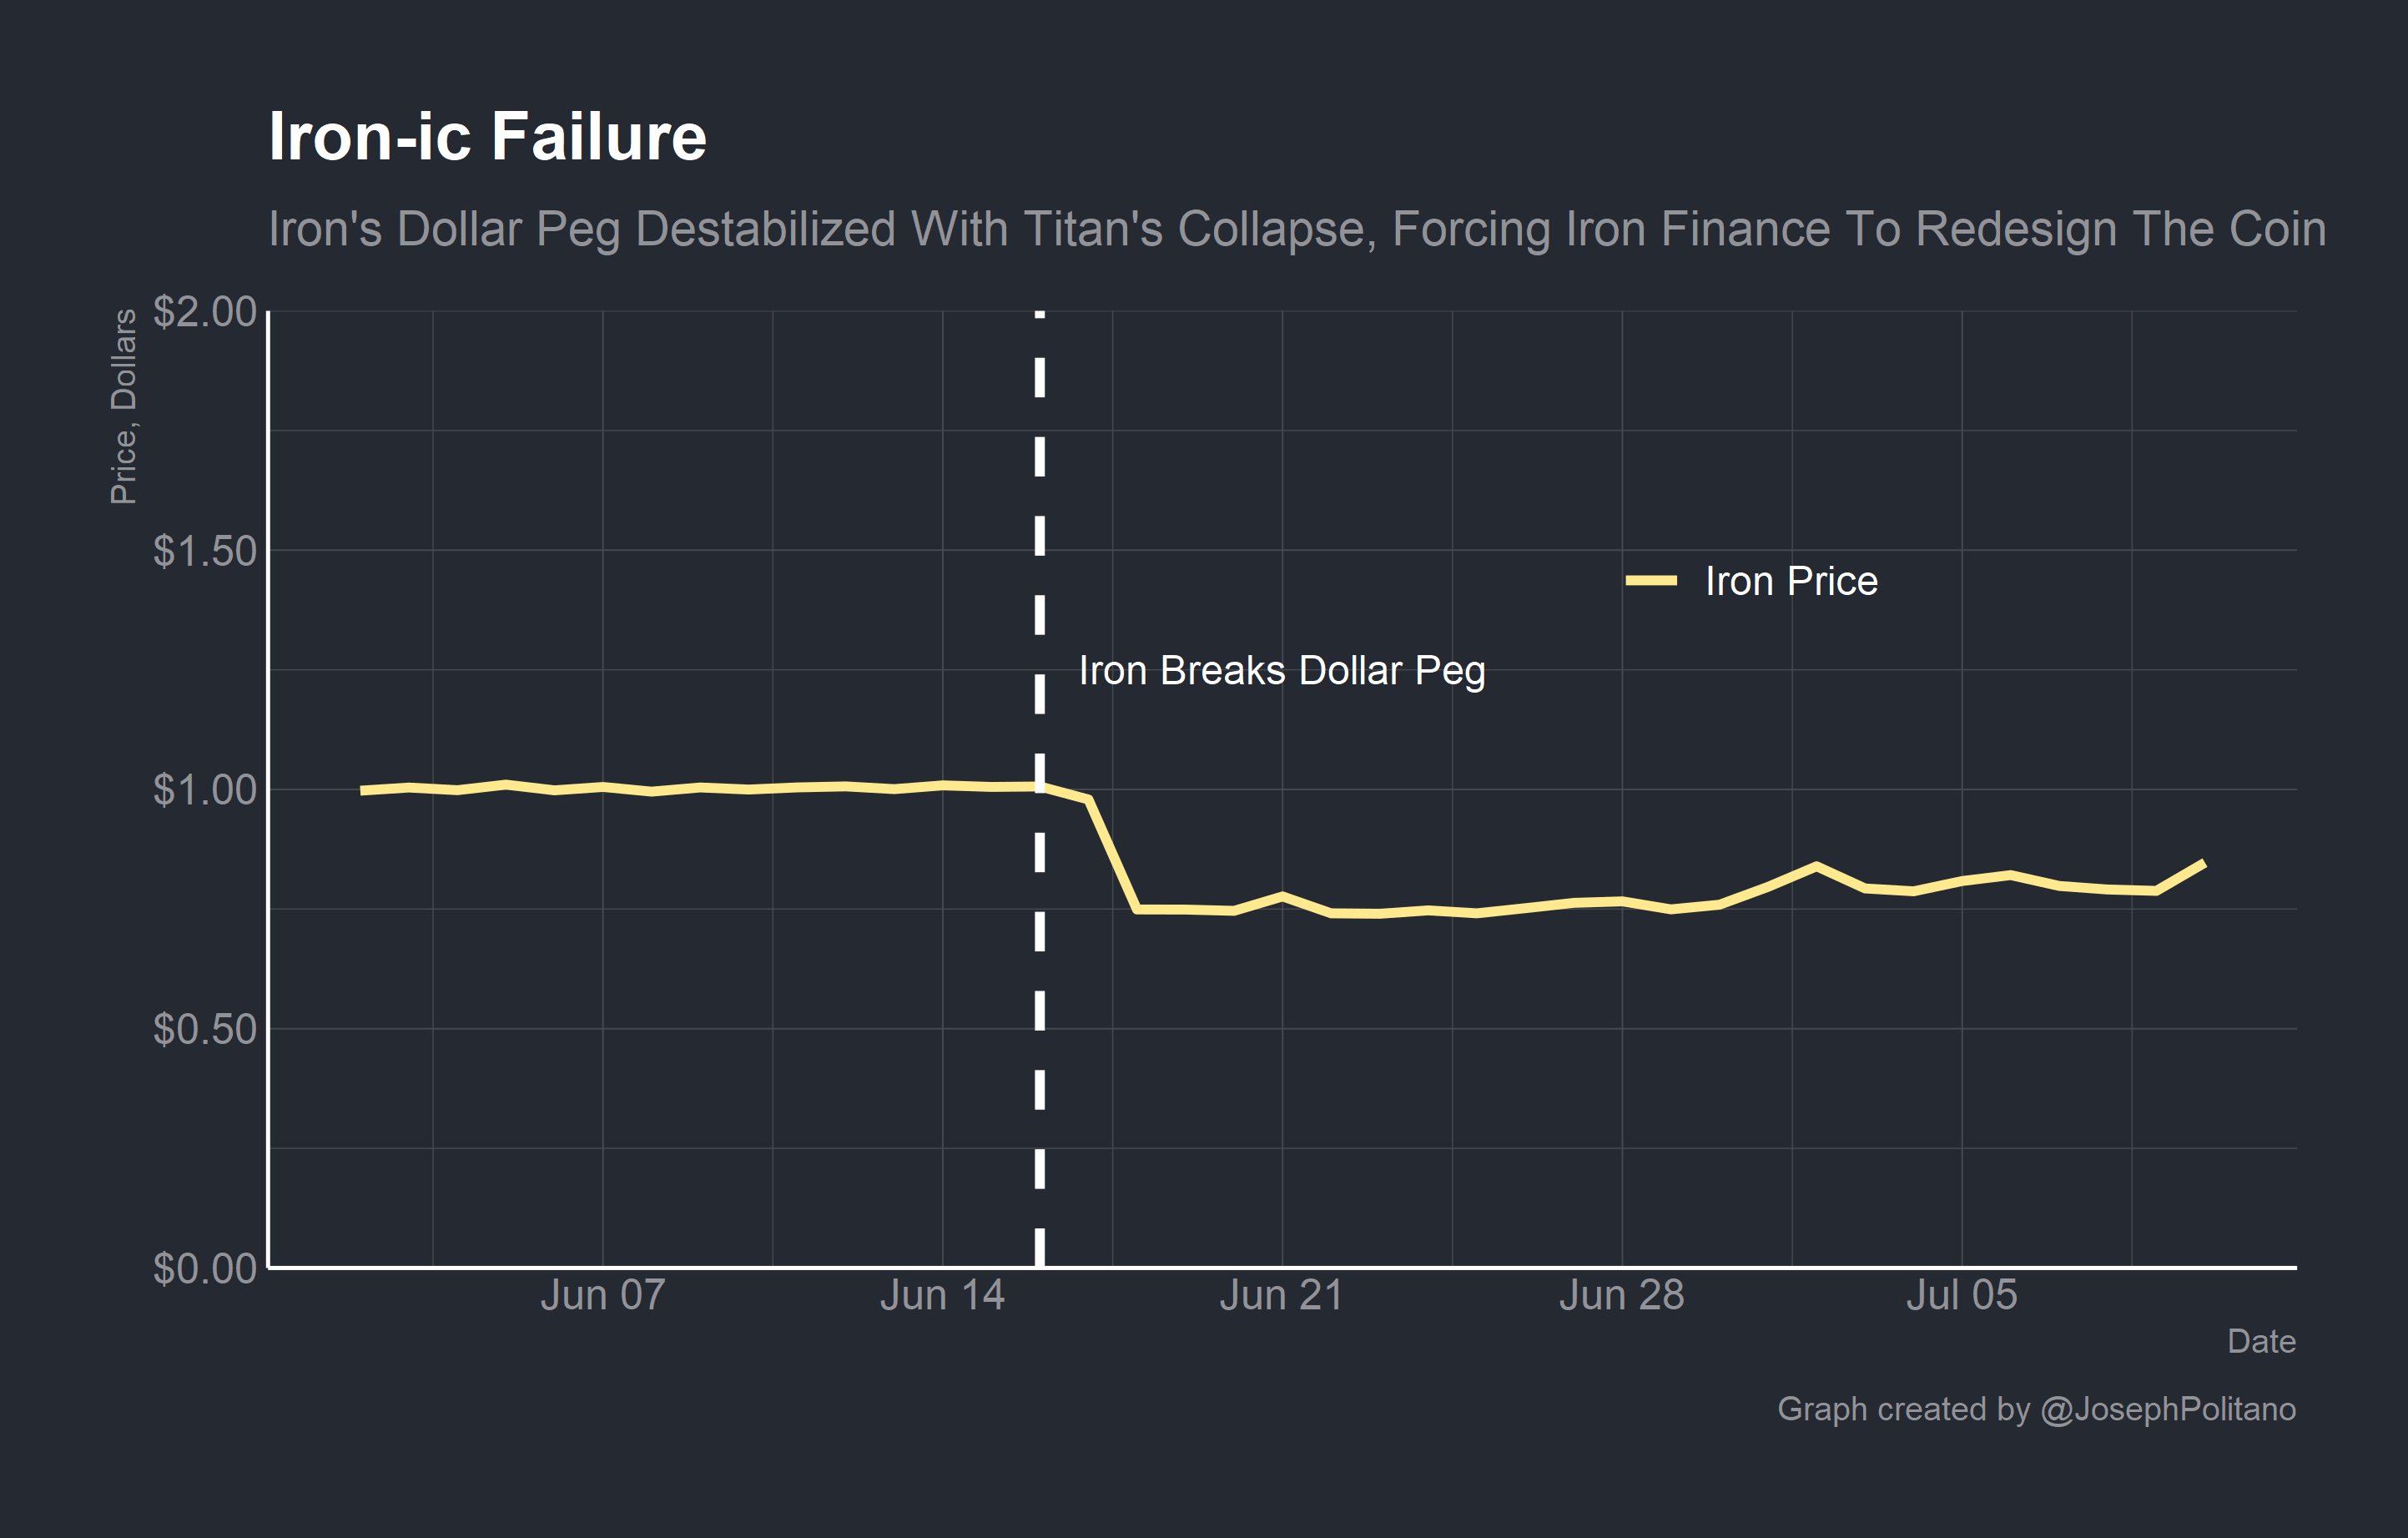 Iron-ic Failure
Iron's Dollar Peg Destabilized With Titan's Collapse, Forcing Iron Finance To Redesign The Coin
Price, Dollars
$2.00
$1.50
$1.00
$0.50
$0.00
Iron Price
Iron Breaks Dollar Peg
Jun 07
Jun 14
Jun 21
Jun 28
Jul 05
Date
Graph created by @JosephPolitano